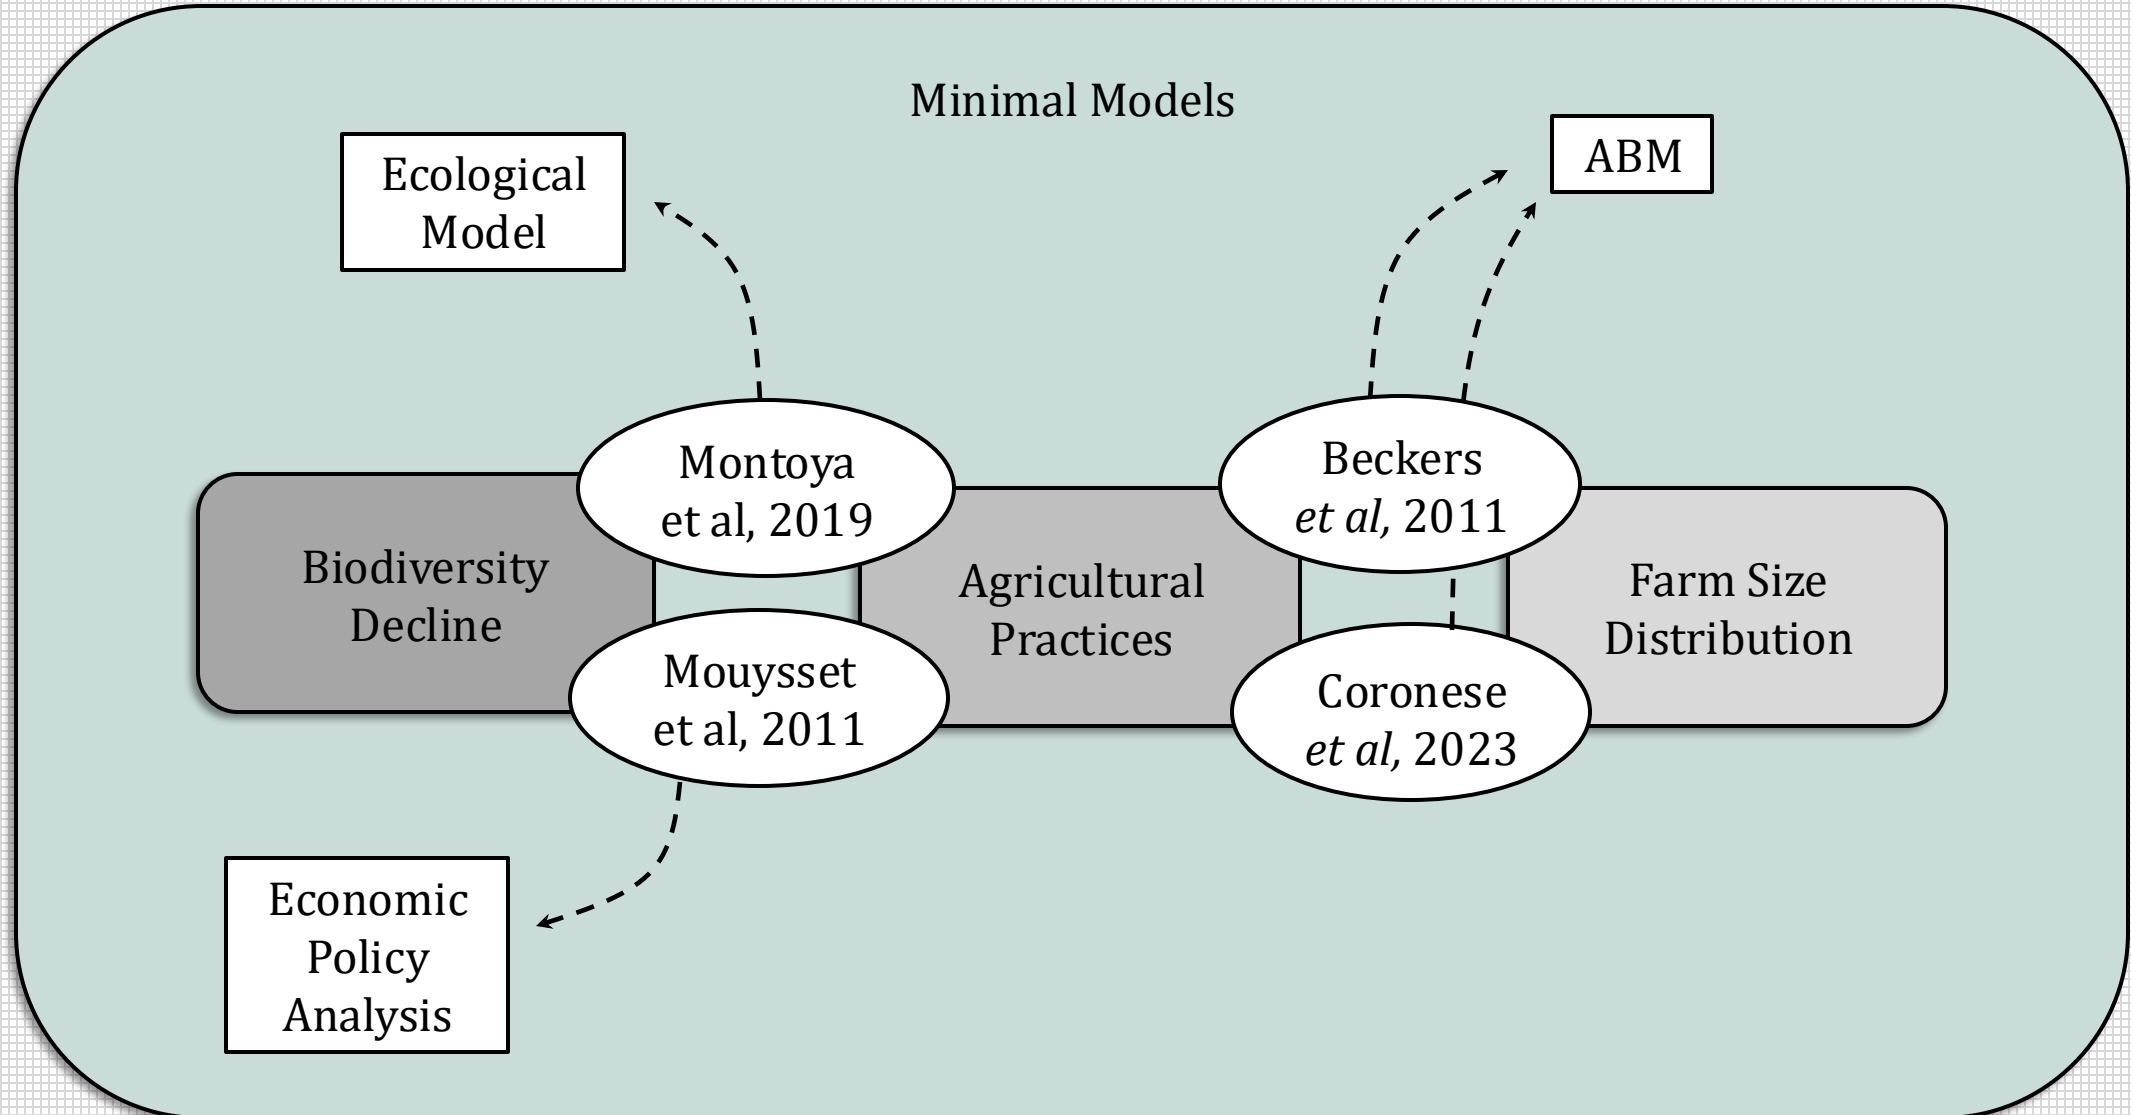 Minimal Models
Ecological
Model
ABM
Montoya
et al, 2019
Beckers
et al, 2011
Biodiversity
Decline
Agricultural
Practices
Farm Size
Distribution
Mouysset
et al, 2011
Coronese
et al, 2023
Economic
Policy
Analysis